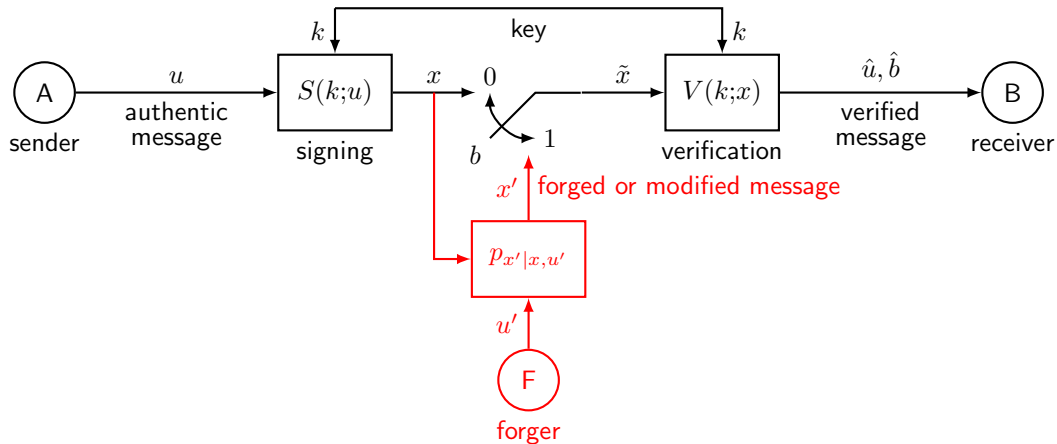 k
key
k
A
u
S(k;u)
x
0
x̃
V(k;x)
û, b̂
B
sender
authentic
message
signing
b
1
verification
verified
message
receiver
x′
forged or modified message
p_{x′|x,u′}
u′
F
forger